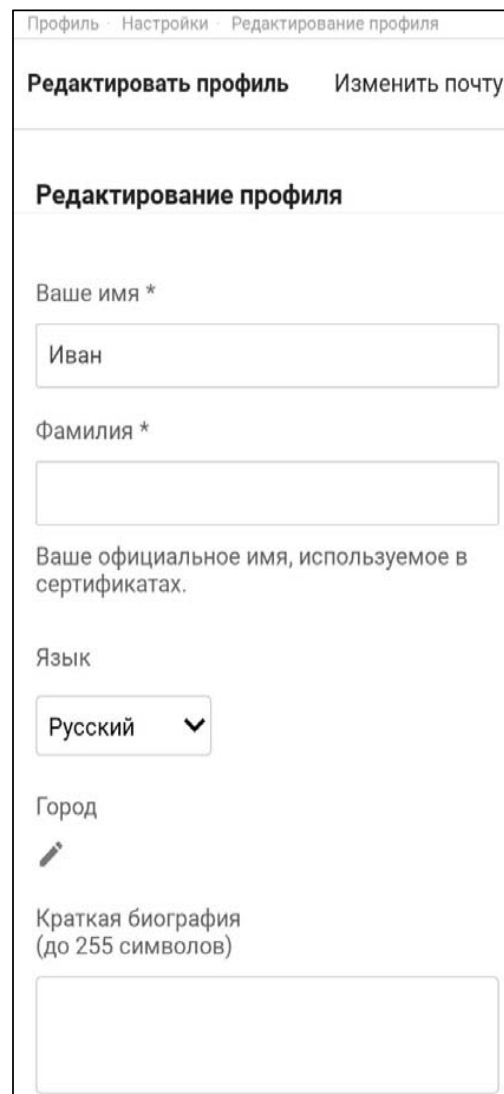 Профиль · Настройки · Редактирование профиля
Редактировать профиль Изменить почту
Редактирование профиля
Ваше имя *
Иван
Фамилия *
Ваше официальное имя, используемое в
сертификатах.
Язык
Русский
Город
Краткая биография
(до 255 символов)